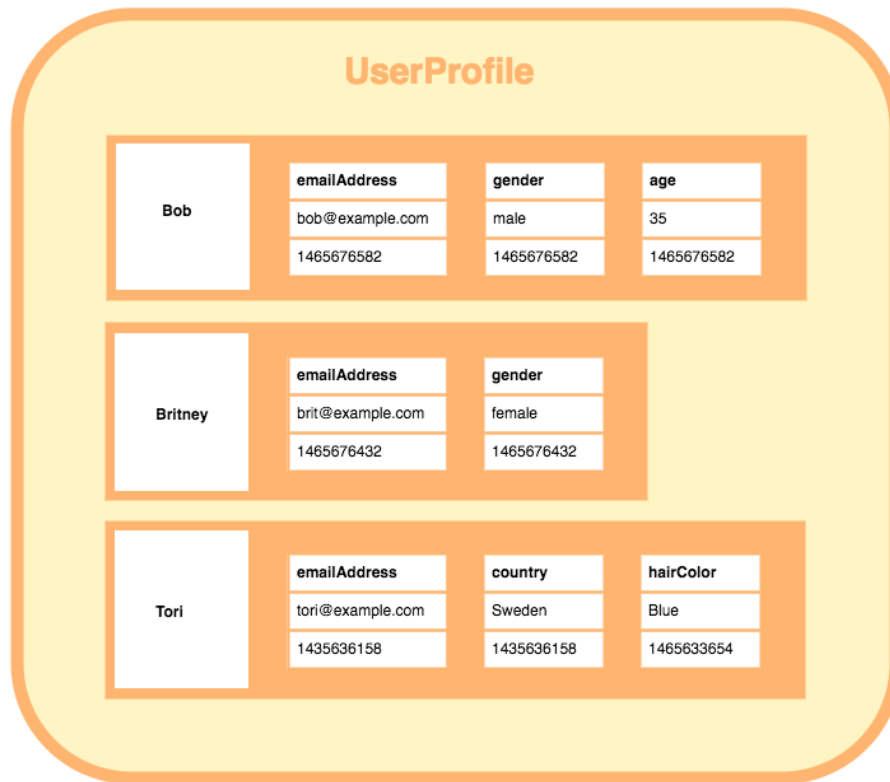 UserProfile
Bob
emailAddress gender age
bob@example.com male 35
1465676582 1465676582 1465676582
Britney
emailAddress gender
brit@example.com female
1465676432 1465676432
Tori
emailAddress country hairColor
tori@example.com Sweden Blue
1435636158 1435636158 1465633654